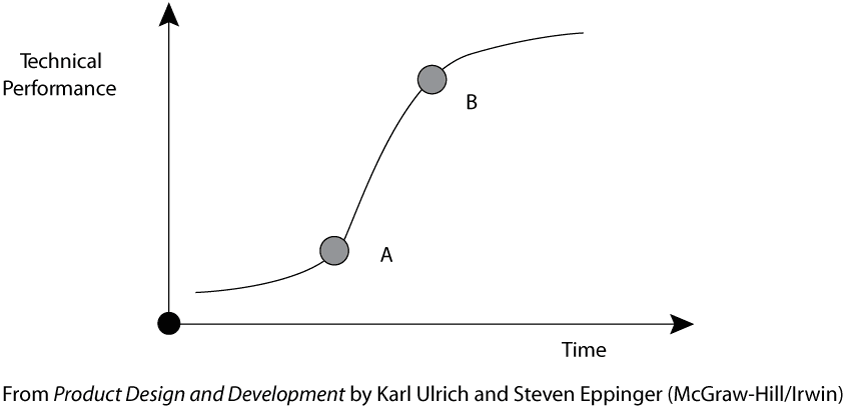 Technical
Performance
B
A
Time
From Product Design and Development by Karl Ulrich and Steven Eppinger (McGraw-Hill/Irwin)